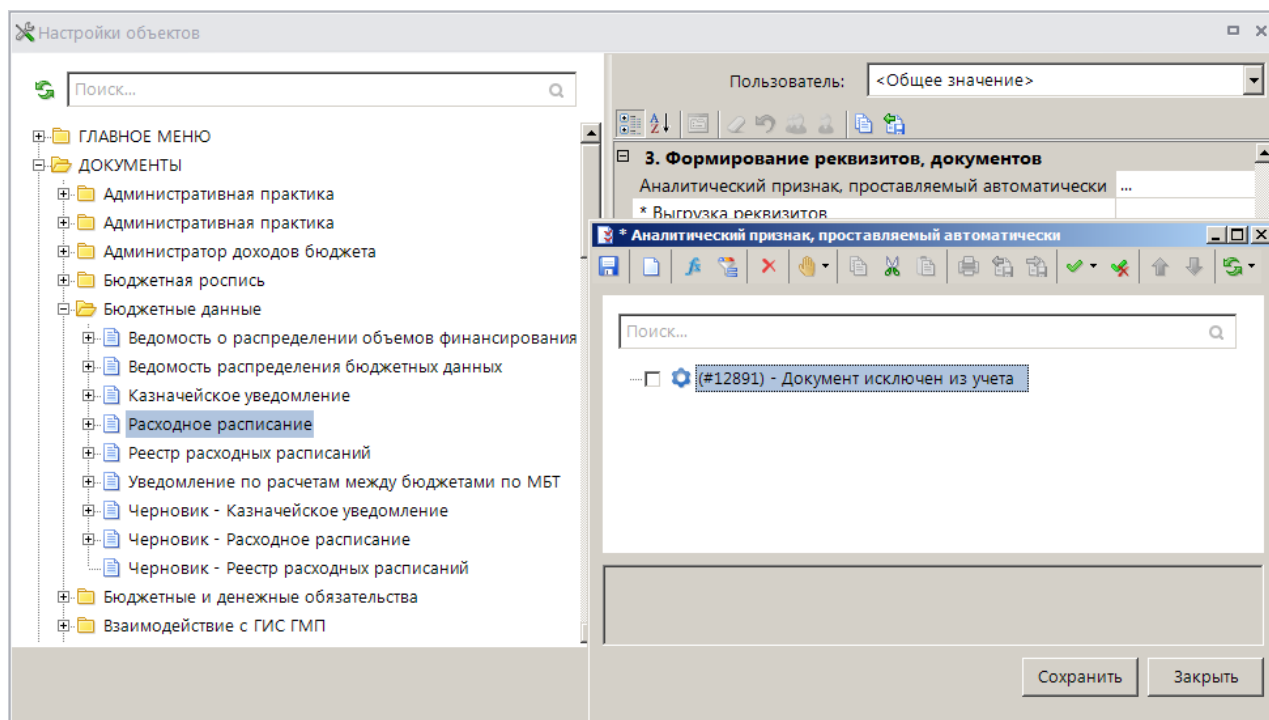 Настройки объектов
Поиск...
Пользователь:
<Общее значение>
ГЛАВНОЕ МЕНЮ
ДОКУМЕНТЫ
Административная практика
Административная практика
Администратор доходов бюджета
Бюджетная роспись
Бюджетные данные
Ведомость о распределении объемов финансирования
Ведомость распределения бюджетных данных
Казначейское уведомление
Расходное расписание
Реестр расходных расписаний
Уведомление по расчетам между бюджетами по МБТ
Черновик - Казначейское уведомление
Черновик - Расходное расписание
Черновик - Реестр расходных расписаний
Бюджетные и денежные обязательства
Взаимодействие с ГИС ГМП
3. Формирование реквизитов, документов
Аналитический признак, проставляемый автоматически ...
* Выгрузка реквизитов
* Аналитический признак, проставляемый автоматически
Поиск...
(#12891) - Документ исключен из учета
Сохранить
Закрыть